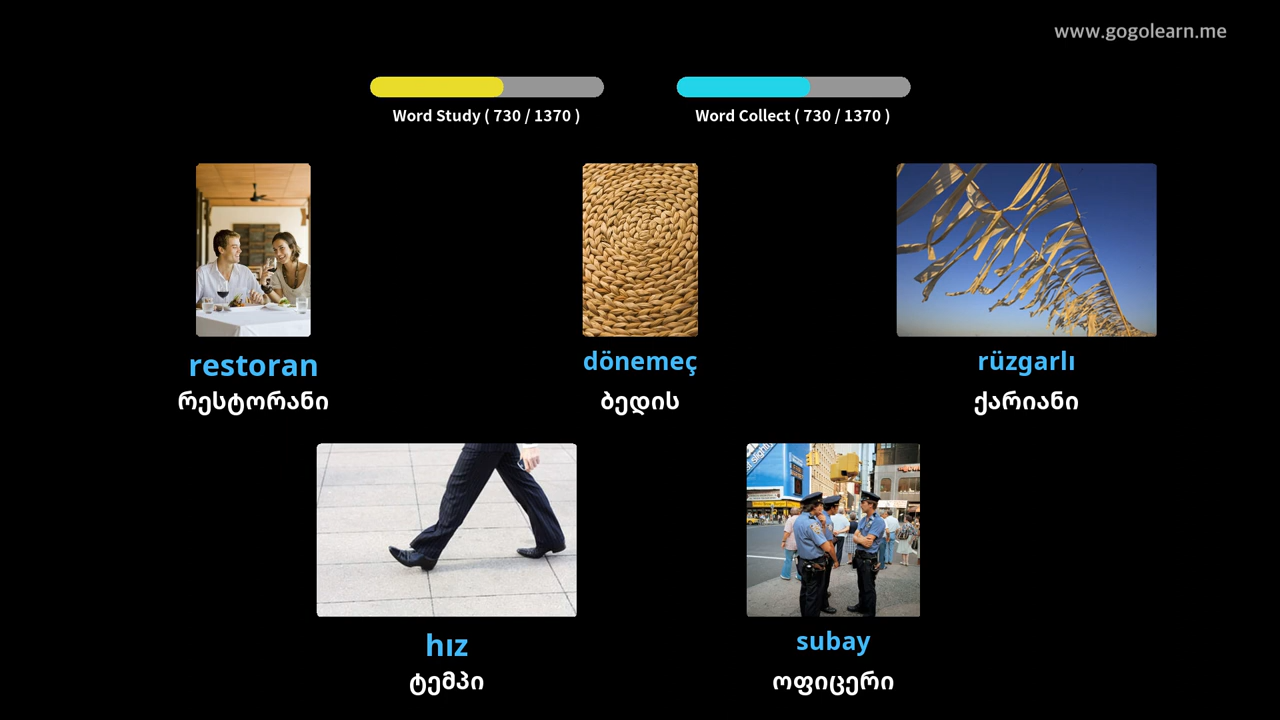 www.gogolearn.me
Word Study ( 730 / 1370 )
Word Collect ( 730 / 1370 )
restoran
რესტორანი
dönemeç
ბედის
rüzgarlı
ქარიანი
hız
ტემპი
subay
ოფიცერი